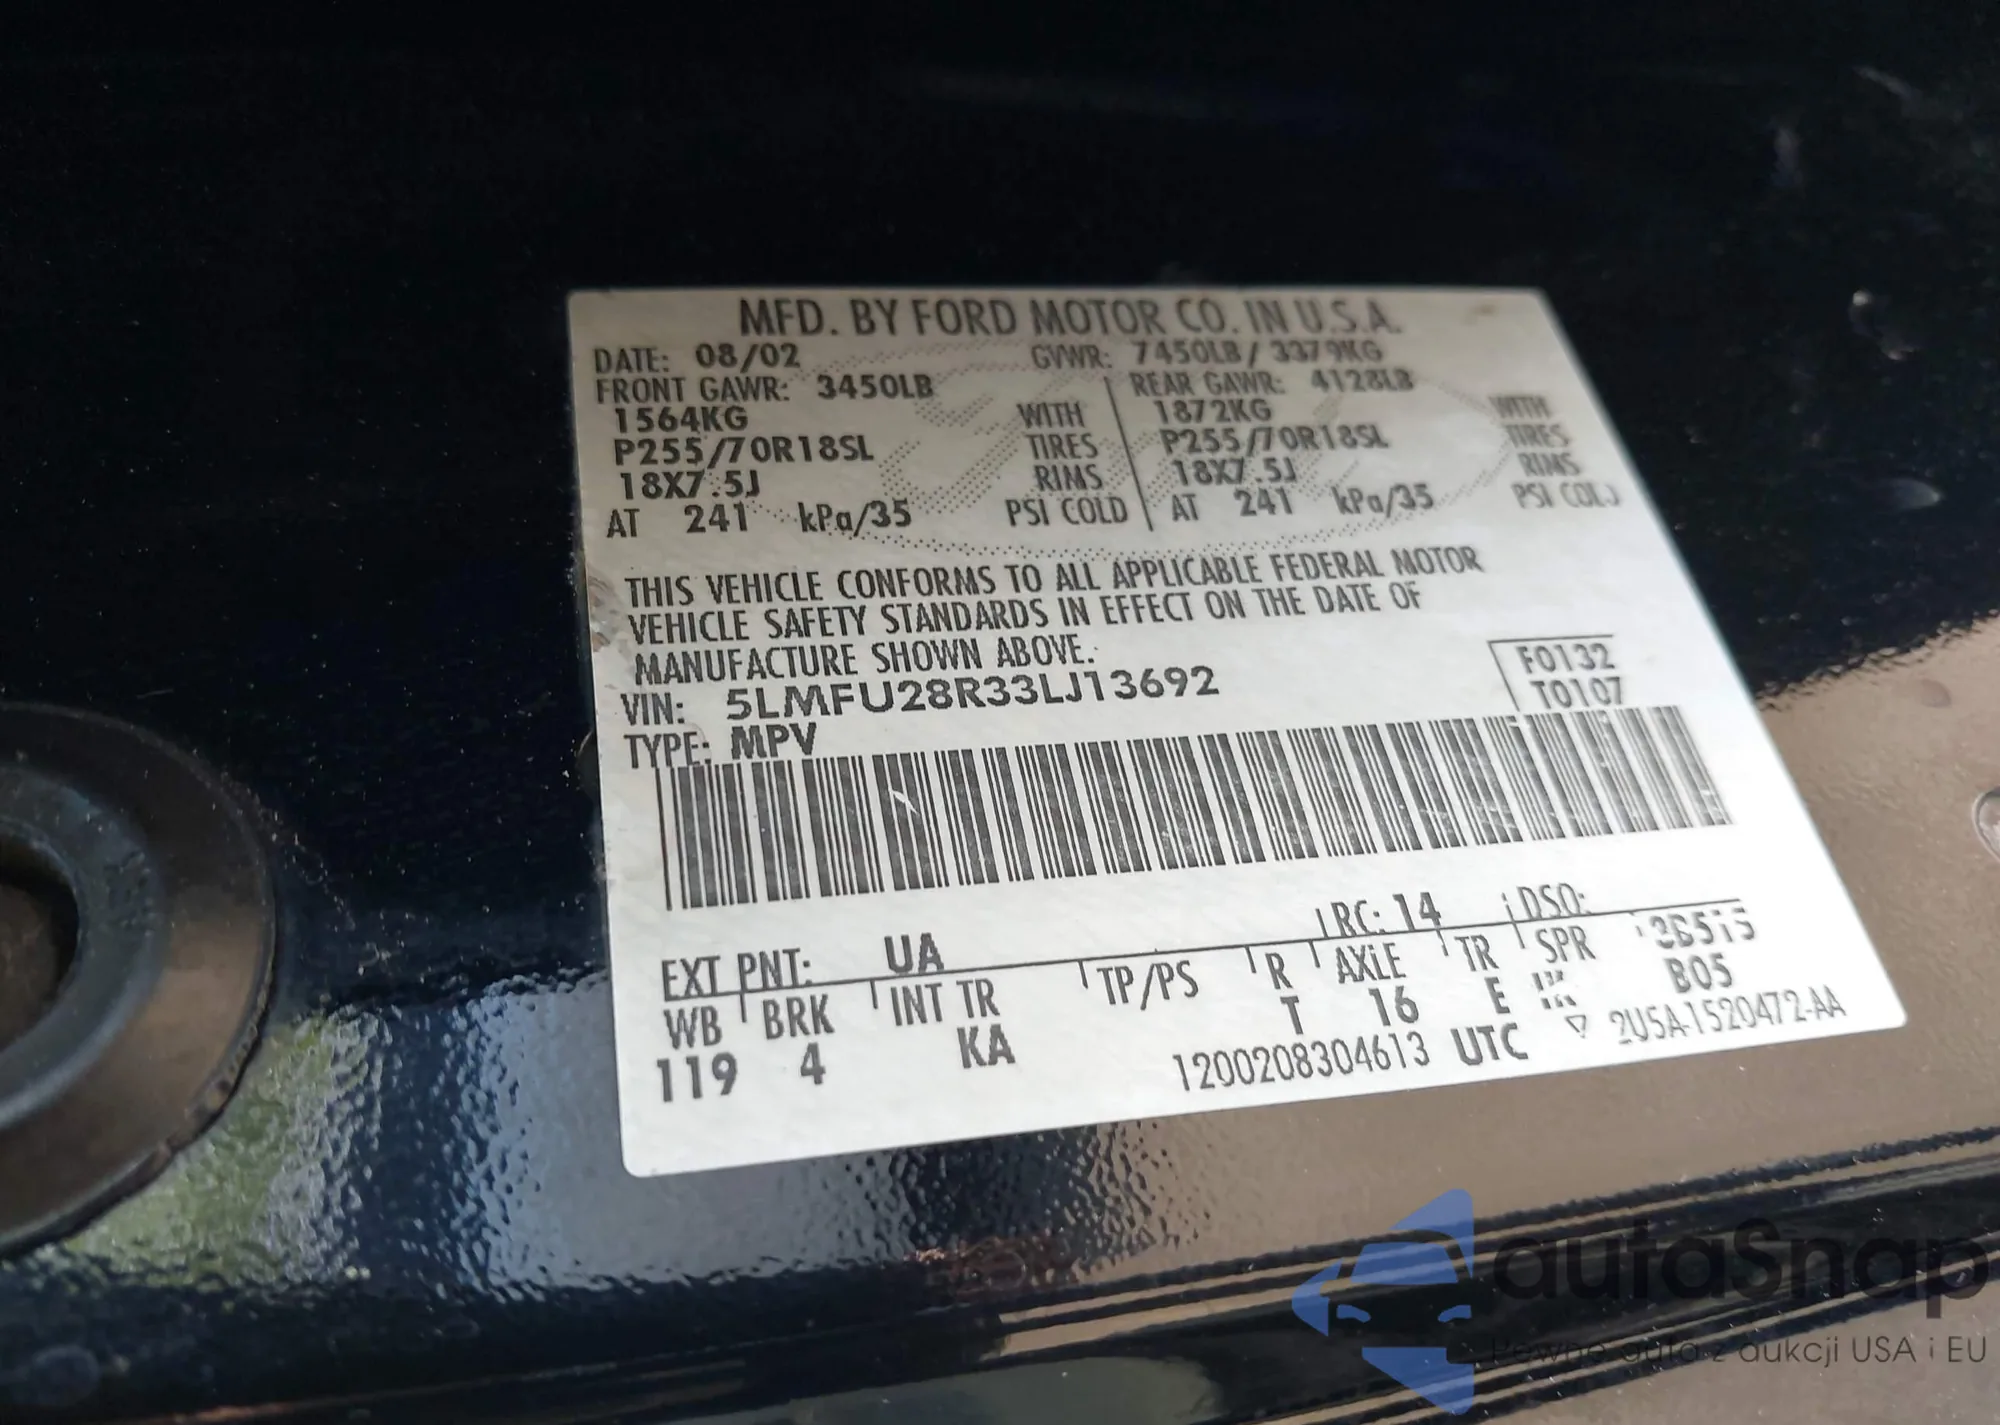 MFD. BY FORD MOTOR CO. IN U.S.A.
DATE: 08/02 GVWR: 7450LB / 3379KG
FRONT GAWR: 3450LB REAR GAWR: 4128LB
1564KG WITH 1872KG WITH
P255/70R18SL TIRES P255/70R18SL TIRES
18X7.5J RIMS 18X7.5J RIMS
AT 241 kPa/35 PSI COLD AT 241 kPa/35 PSI COLD
THIS VEHICLE CONFORMS TO ALL APPLICABLE FEDERAL MOTOR
VEHICLE SAFETY STANDARDS IN EFFECT ON THE DATE OF
MANUFACTURE SHOWN ABOVE.
VIN: 5LMFU28R33LJ13692 F0132
TYPE: MPV T0107
EXT PNT: UA RC: 14 DSO:
WB BRK INT TR TP/PS R AXLE TR SPR
119 4 KA T 16 E B05
1200208304613 UTC 2U5A-1520472-AA
autaSnap
Pewne auta z aukcji USA i EU